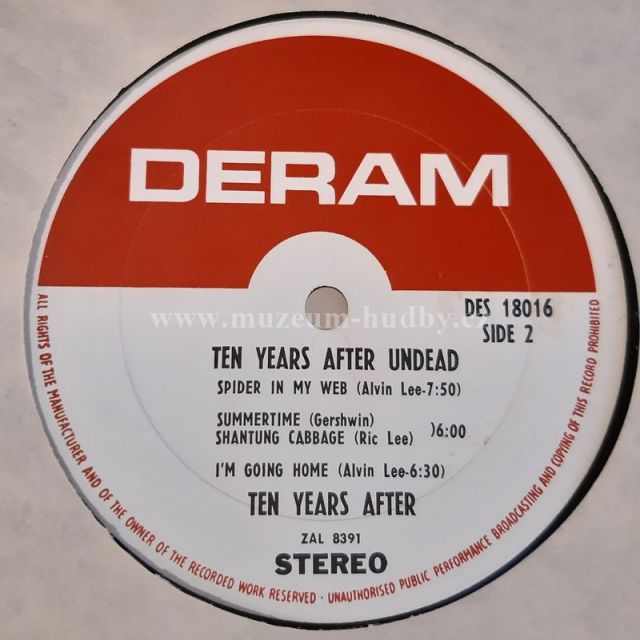 DERAM
www.muzeum-hudby.cz
DES 18016
SIDE 2
TEN YEARS AFTER UNDEAD
SPIDER IN MY WEB (Alvin Lee-7:50)
SUMMERTIME (Gershwin)
SHANTUNG CABBAGE (Ric Lee) )6:00
I'M GOING HOME (Alvin Lee-6:30)
TEN YEARS AFTER
ZAL 8391
STEREO
ALL RIGHTS OF THE MANUFACTURER AND OF THE OWNER OF THE RECORDED WORK RESERVED · UNAUTHORISED PUBLIC PERFORMANCE BROADCASTING AND COPYING OF THIS RECORD PROHIBITED